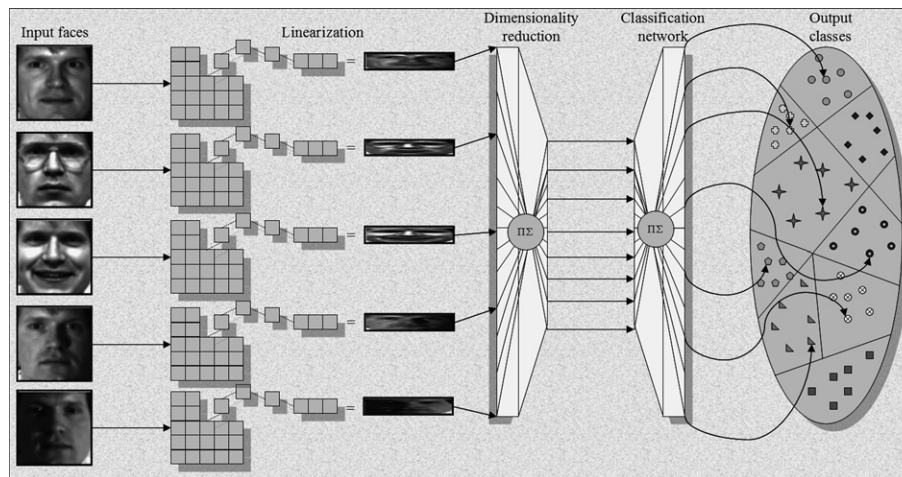 Input faces
Linearization
Dimensionality
reduction
Classification
network
Output
classes
=
=
=
=
=
ΠΣ
ΠΣ